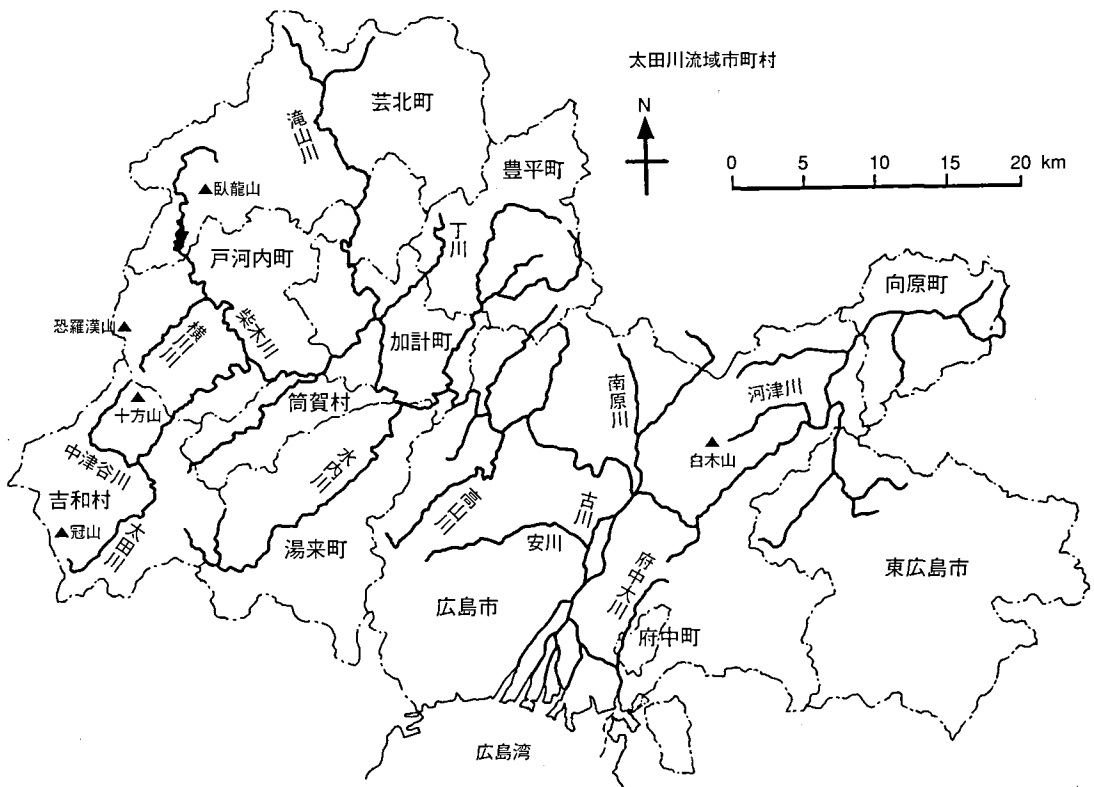 太田川流域市町村
N
0 5 10 15 20 km
芸北町
滝山川
豊平町
臥龍山
丁川
戸河内町
向原町
恐羅漢山
横川川
柴木川
加計町
筒賀村
南原川
河津川
十方山
白木山
中津谷川
水内川
吉和村
高山川
古川
冠山
太田川
湯来町
安川
府中大川
東広島市
広島市
府中町
広島湾